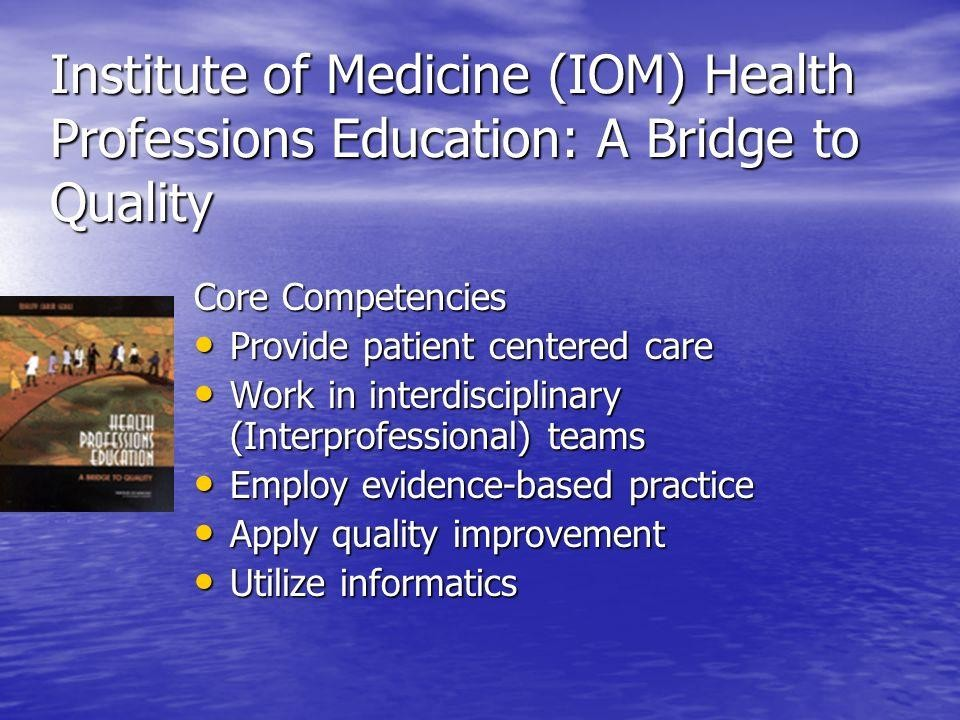 Institute of Medicine (IOM) Health
Professions Education: A Bridge to
Quality
Core Competencies
• Provide patient centered care
• Work in interdisciplinary
(Interprofessional) teams
• Employ evidence-based practice
• Apply quality improvement
• Utilize informatics
HEALTH
PROFESSIONS
EDUCATION
A BRIDGE TO QUALITY